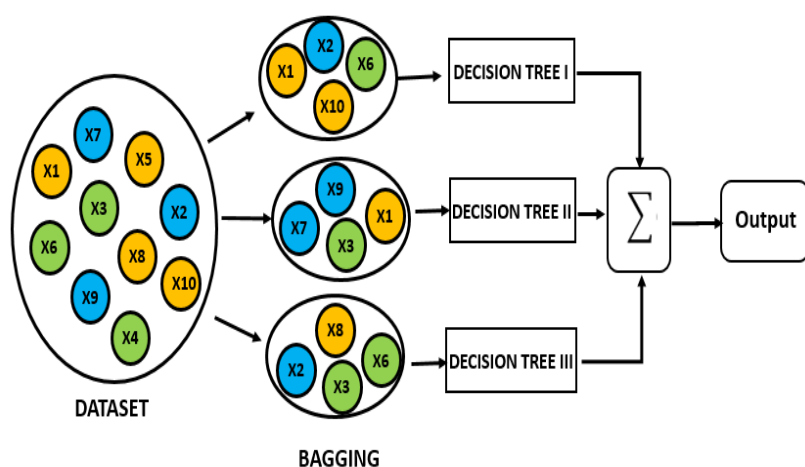 X7
X1
X5
X3
X2
X6
X8
X10
X9
X4
DATASET
X2
X1
X6
X10
X9
X7
X1
X3
X8
X2
X6
X3
BAGGING
DECISION TREE I
DECISION TREE II
DECISION TREE III
∑
Output